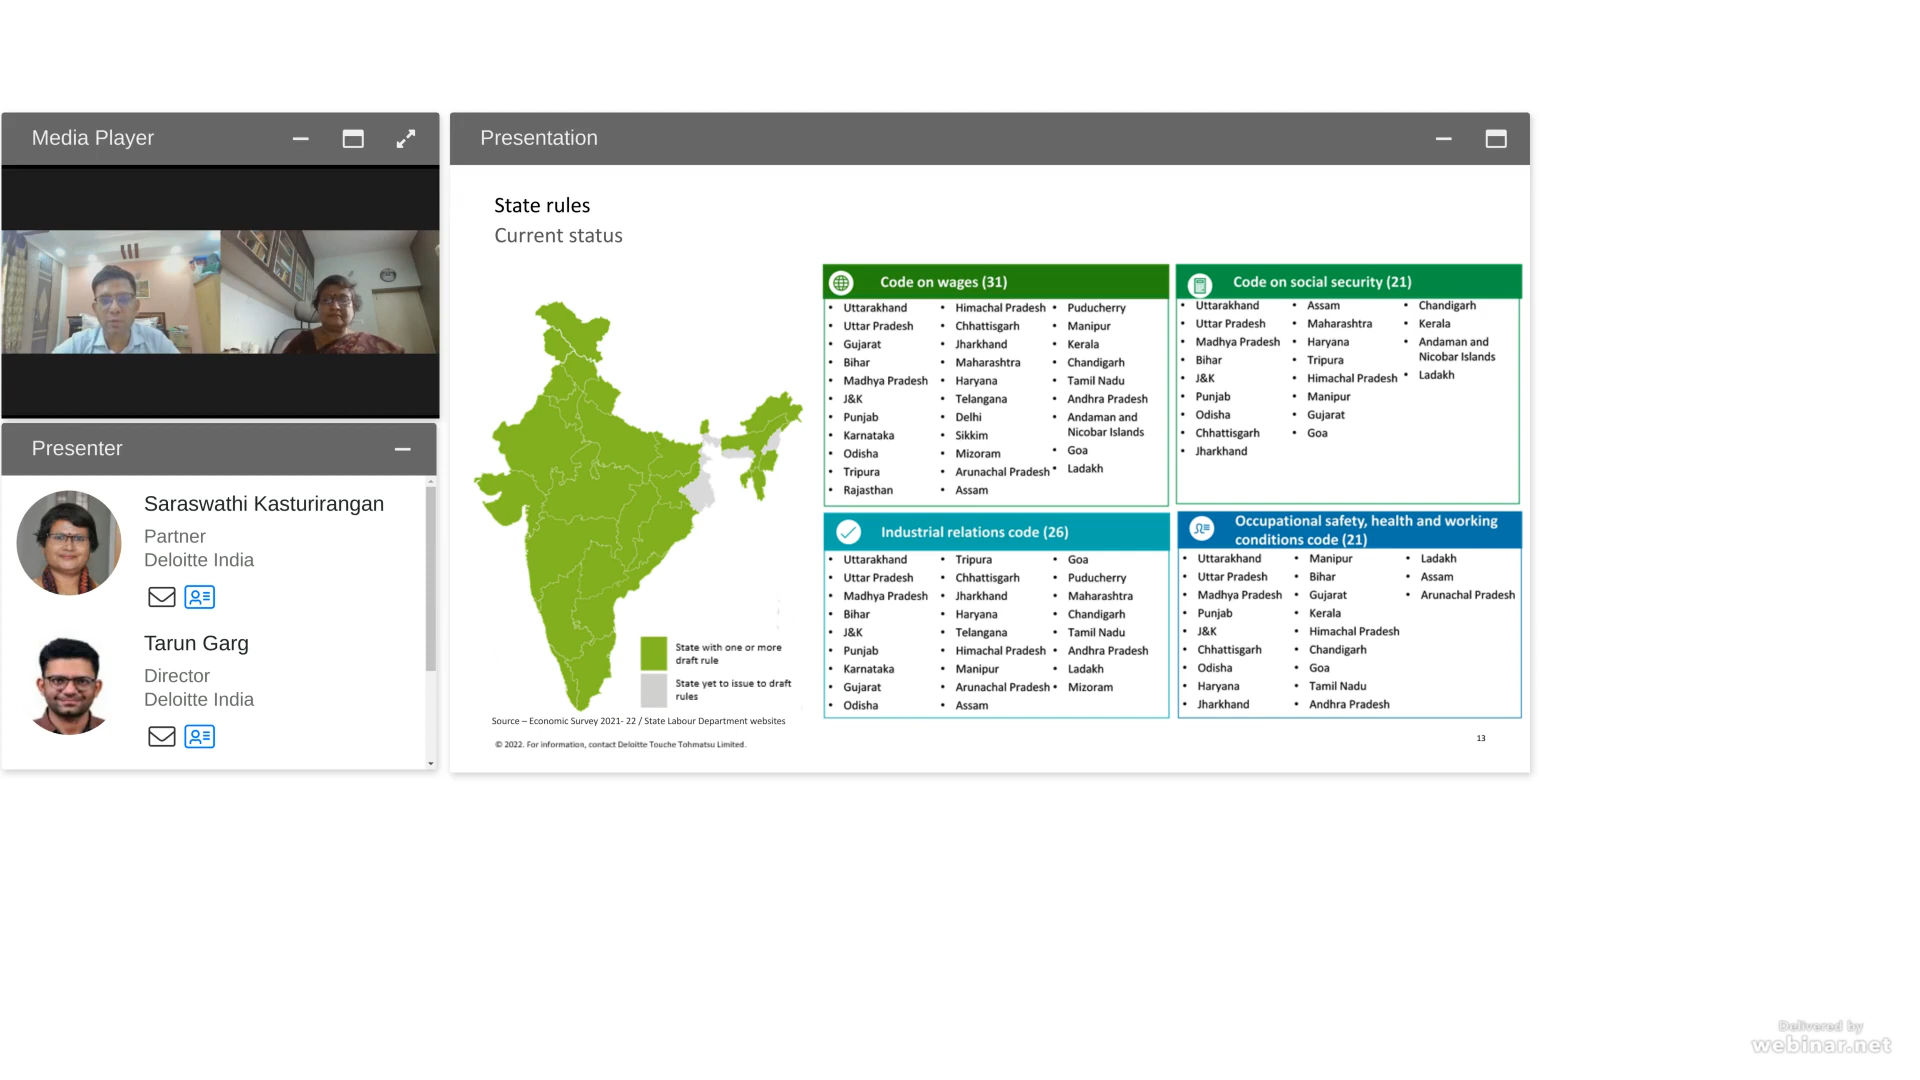 Media Player
Presentation
State rules
Current status
Code on wages (31)
Uttarakhand
Uttar Pradesh
Gujarat
Bihar
Madhya Pradesh
J&K
Punjab
Karnataka
Odisha
Tripura
Rajasthan
Himachal Pradesh
Chhattisgarh
Jharkhand
Maharashtra
Haryana
Telangana
Delhi
Sikkim
Mizoram
Arunachal Pradesh
Assam
Puducherry
Manipur
Kerala
Chandigarh
Tamil Nadu
Andhra Pradesh
Andaman and
Nicobar Islands
Goa
Ladakh
Code on social security (21)
Uttarakhand
Uttar Pradesh
Madhya Pradesh
Bihar
J&K
Punjab
Odisha
Chhattisgarh
Jharkhand
Assam
Maharashtra
Haryana
Tripura
Himachal Pradesh
Manipur
Gujarat
Goa
Chandigarh
Kerala
Andaman and
Nicobar Islands
Ladakh
Industrial relations code (26)
Uttarakhand
Uttar Pradesh
Madhya Pradesh
Bihar
J&K
Punjab
Karnataka
Gujarat
Odisha
Tripura
Chhattisgarh
Jharkhand
Haryana
Telangana
Himachal Pradesh
Manipur
Arunachal Pradesh
Assam
Goa
Puducherry
Maharashtra
Chandigarh
Tamil Nadu
Andhra Pradesh
Ladakh
Mizoram
Occupational safety, health and working
conditions code (21)
Uttarakhand
Uttar Pradesh
Madhya Pradesh
Punjab
J&K
Chhattisgarh
Odisha
Haryana
Jharkhand
Manipur
Bihar
Gujarat
Kerala
Himachal Pradesh
Chandigarh
Goa
Tamil Nadu
Andhra Pradesh
Ladakh
Assam
Arunachal Pradesh
State with one or more
draft rule
State yet to issue to draft
rules
Source – Economic Survey 2021- 22 / State Labour Department websites
© 2022. For information, contact Deloitte Touche Tohmatsu Limited.
13
Presenter
Saraswathi Kasturirangan
Partner
Deloitte India
Tarun Garg
Director
Deloitte India
Delivered by
webinar.net